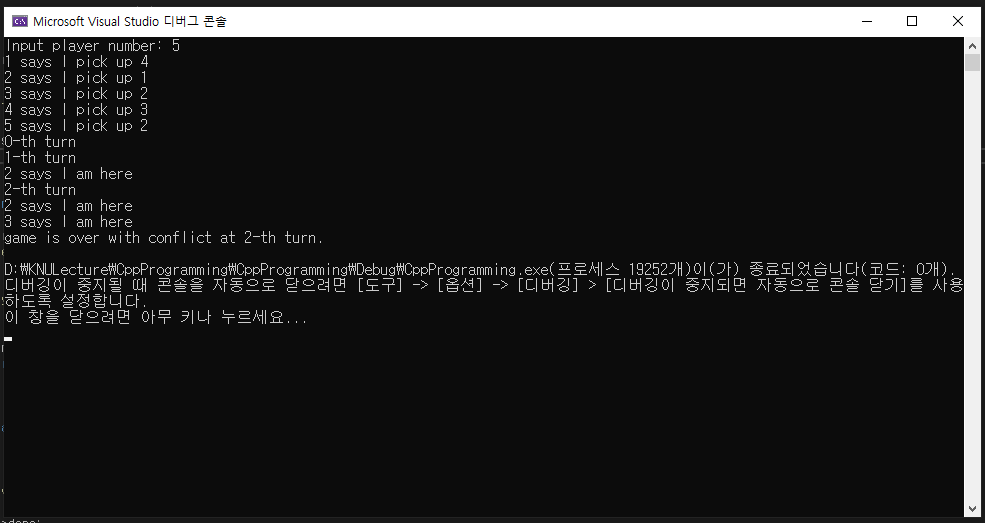 Microsoft Visual Studio 디버그 콘솔
Input player number: 5
1 says I pick up 4
2 says I pick up 1
3 says I pick up 2
4 says I pick up 3
5 says I pick up 2
0-th turn
1-th turn
2 says I am here
2-th turn
2 says I am here
3 says I am here
game is over with conflict at 2-th turn.
D:₩KNULecture₩CppProgramming₩CppProgramming₩Debug₩CppProgramming.exe(프로세스 19252개)이(가) 종료되었습니다(코드: 0개).
디버깅이 중지될 때 콘솔을 자동으로 닫으려면 [도구] -> [옵션] -> [디버깅] > [디버깅이 중지되면 자동으로 콘솔 닫기]를 사용
하도록 설정합니다.
이 창을 닫으려면 아무 키나 누르세요...